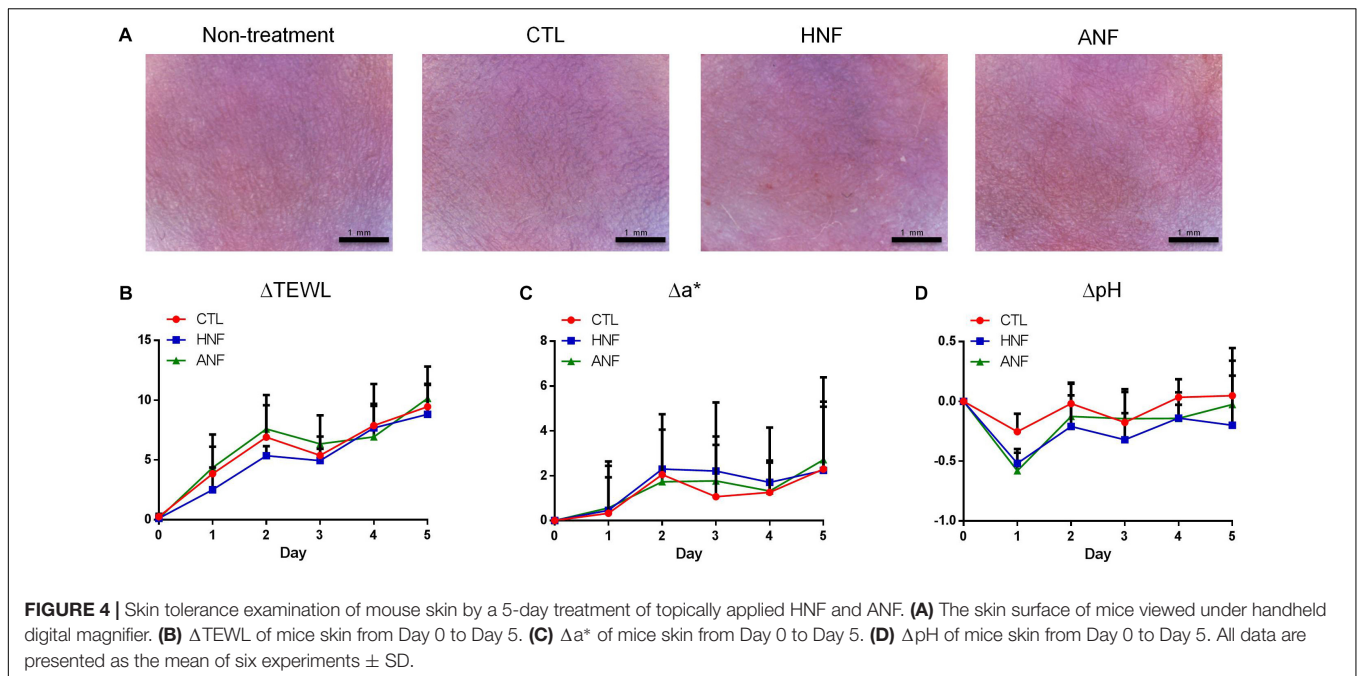 A
Non-treatment
CTL
HNF
ANF
1 mm
1 mm
1 mm
1 mm
B
ΔTEWL
CTL
HNF
ANF
15
10
5
0
0 1 2 3 4 5
Day
C
Δa*
CTL
HNF
ANF
8
6
4
2
0
0 1 2 3 4 5
Day
D
ΔpH
CTL
HNF
ANF
0.5
0.0
-0.5
-1.0
0 1 2 3 4 5
Day
FIGURE 4 | Skin tolerance examination of mouse skin by a 5-day treatment of topically applied HNF and ANF. (A) The skin surface of mice viewed under handheld
digital magnifier. (B) ΔTEWL of mice skin from Day 0 to Day 5. (C) Δa* of mice skin from Day 0 to Day 5. (D) ΔpH of mice skin from Day 0 to Day 5. All data are
presented as the mean of six experiments ± SD.